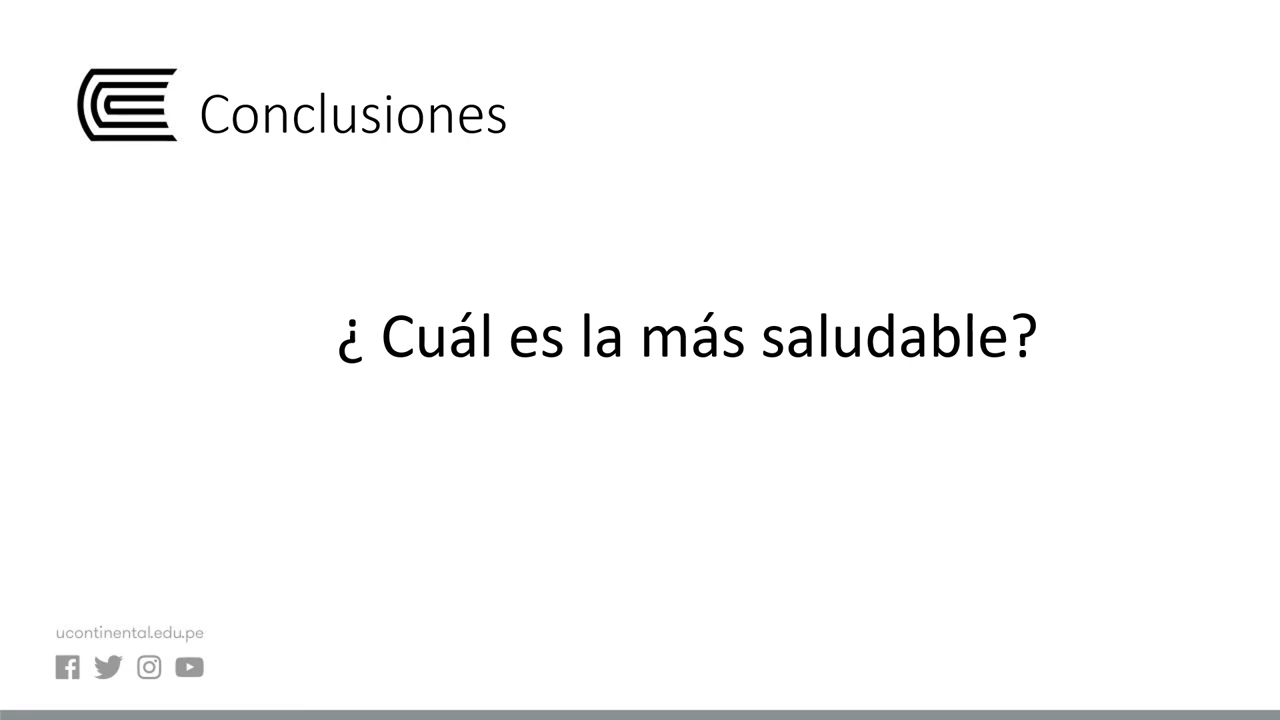 Conclusiones
¿ Cuál es la más saludable?
ucontinental.edu.pe